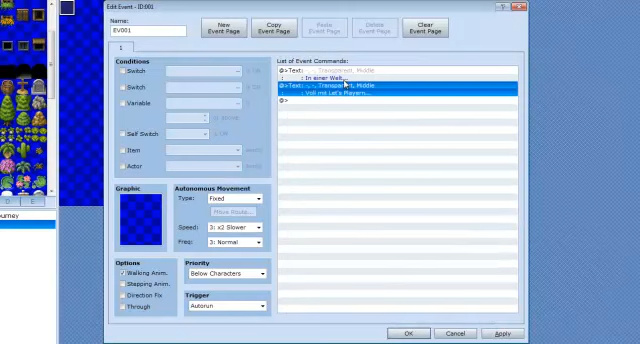 Edit Event - ID:001
Name:
EV001
New Event Page
Copy Event Page
Paste Event Page
Delete Event Page
Clear Event Page
1
Conditions
Switch
Switch
Variable
Self Switch
Item
Actor
Graphic
Autonomous Movement
Type: Fixed
Move Route...
Speed: 3: x2 Slower
Freq: 3: Normal
Options
Walking Anim.
Stepping Anim.
Direction Fix
Through
Priority
Below Characters
Trigger
Autorun
List of Event Commands:
@>Text: -, -, Transparent, Middle
: : In einer Welt...
@>Text: -, -, Transparent, Middle
: : Voll mit Let's Playern...
@>
OK
Cancel
Apply
D E
ourney